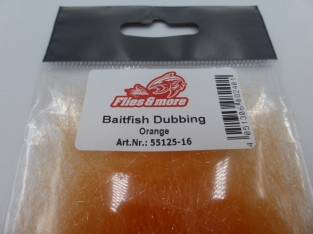 Flies & more
Baitfish Dubbing
Orange
Art.Nr.: 55125-16